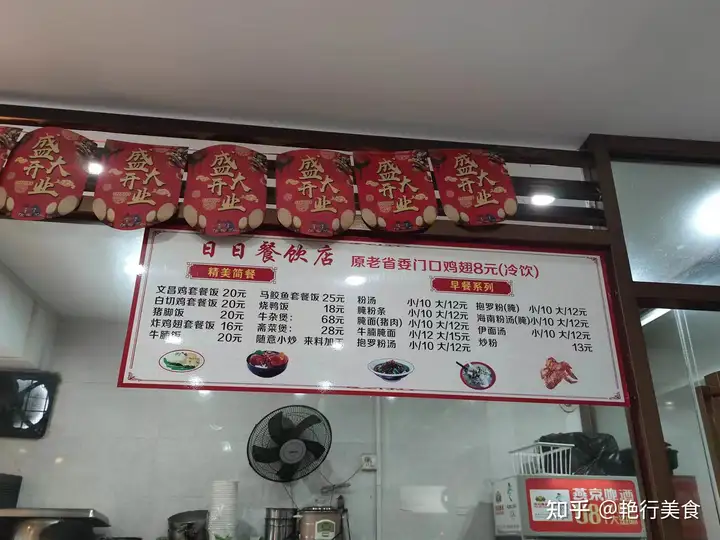 盛大开业
盛大开业
盛大开业
盛大开业
盛大开业
盛大开业
日日餐饮店 原老省委门口鸡翅8元(冷饮)
精美简餐
文昌鸡套餐饭 20元
白切鸡套餐饭 20元
猪脚饭 20元
炸鸡翅套餐饭 16元
牛腩饭 20元
马鲛鱼套餐饭 25元
烧鸭饭 18元
牛杂煲: 68元
斋菜煲: 28元
随意小炒 来料加工
早餐系列
粉汤 小/10 大/12元
腌粉条 小/10 大/12元
腌面(猪肉) 小/10 大/12元
牛腩腌面 小/12 大/15元
抱罗粉汤 小/10 大/12元
抱罗粉(腌) 小/10 大/12元
海南粉汤(腌) 小/10 大/12元
伊面汤 小/10 大/12元
炒粉 13元
燕京啤酒
58
知乎 @艳行美食